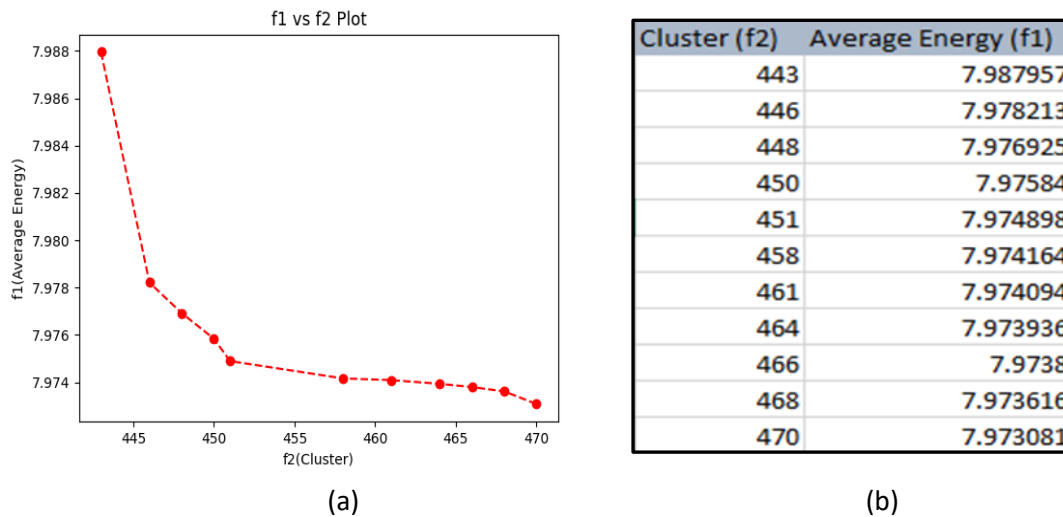 f1 vs f2 Plot
7.988
7.986
7.984
7.982
7.980
7.978
7.976
7.974
f1(Average Energy)
445 450 455 460 465 470
f2(Cluster)
(a)
Cluster (f2) Average Energy (f1)
443 7.987957
446 7.978213
448 7.976925
450 7.97584
451 7.974898
458 7.974164
461 7.974094
464 7.973936
466 7.9738
468 7.973616
470 7.973081
(b)